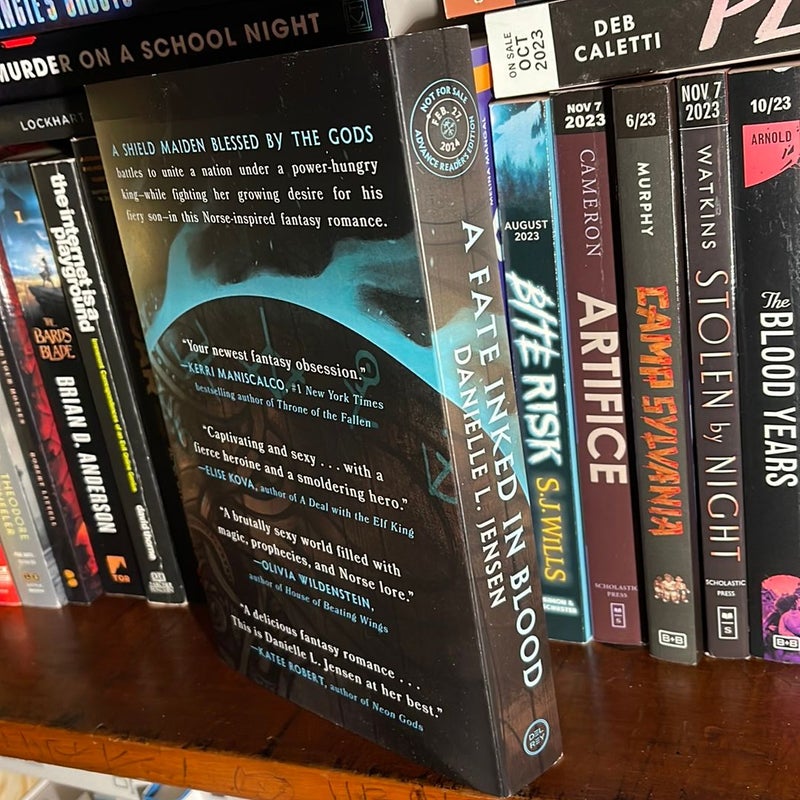 MURDER ON A SCHOOL NIGHT
LOCKHART
the internet is a
playground
david thorne
THE
BARD'S
BLADE
BRIAN D. ANDERSON
TOR
THEODORE
A SHIELD MAIDEN BLESSED BY THE GODS
battles to unite a nation under a power-hungry
king—while fighting her growing desire for his
fiery son—in this Norse-inspired fantasy romance.
"Your newest fantasy obsession."
—KERRI MANISCALCO, #1 New York Times
bestselling author of Throne of the Fallen
"Captivating and sexy . . . with a
fierce heroine and a smoldering hero."
—ELISE KOVA, author of A Deal with the Elf King
"A brutally sexy world filled with
magic, prophecies, and Norse lore."
—OLIVIA WILDENSTEIN,
author of House of Beating Wings
"A delicious fantasy romance . . .
This is Danielle L. Jensen at her best."
—KATEE ROBERT, author of Neon Gods
NOT FOR SALE
FEB. 27,
2024
ADVANCE READER'S EDITION
A FATE INKED IN BLOOD
DANIELLE L. JENSEN
DEL
REY
ON SALE
OCT
2023
DEB
CALETTI
AUGUST
2023
BITE RISK
S.J. WILLS
SIMON &
SCHUSTER
NOV 7
2023
CAMERON
ARTIFICE
SCHOLASTIC
PRESS
6/23
MURPHY
CAMP SYLVANIA
B+B
NOV 7
2023
WATKINS
STOLEN by NIGHT
SCHOLASTIC
PRESS
10/23
ARNOLD
The
BLOOD YEARS
B+B